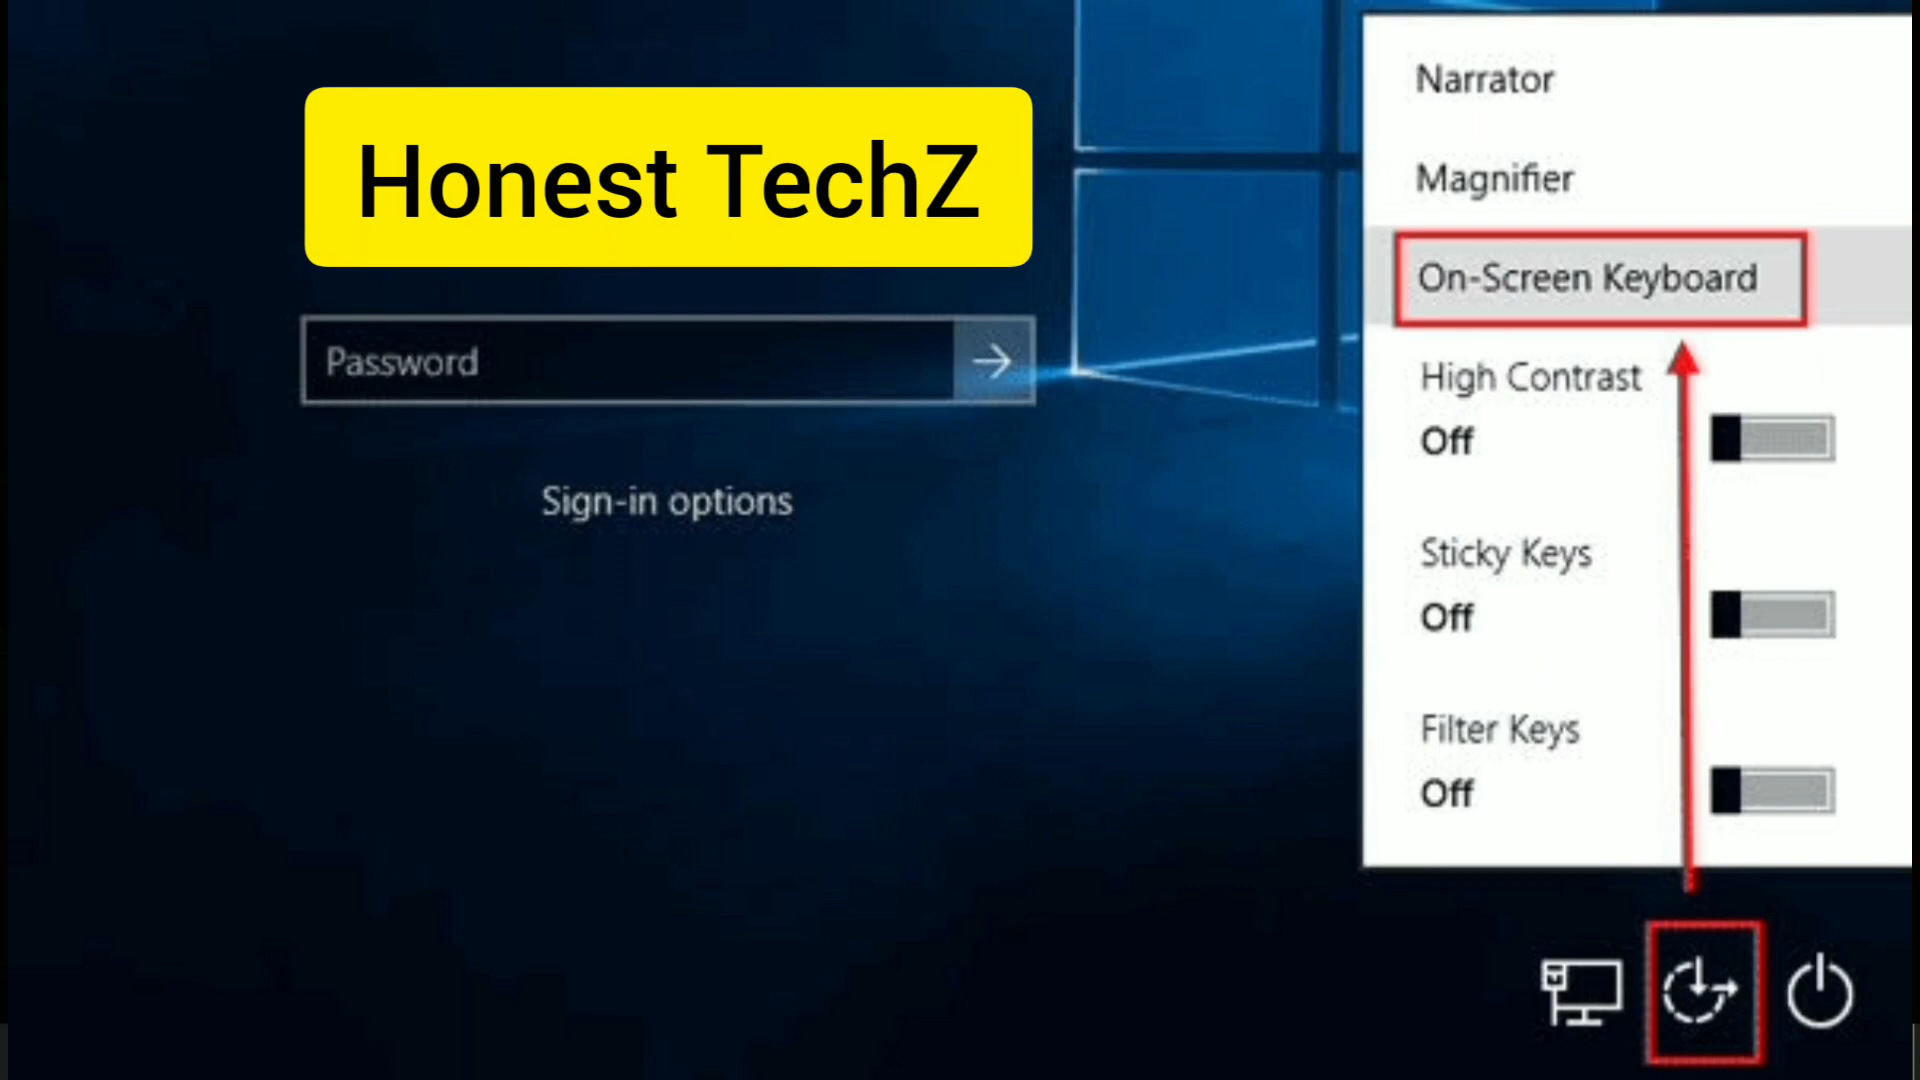 Honest TechZ
Password
Sign-in options
Narrator
Magnifier
On-Screen Keyboard
High Contrast
Off
Sticky Keys
Off
Filter Keys
Off